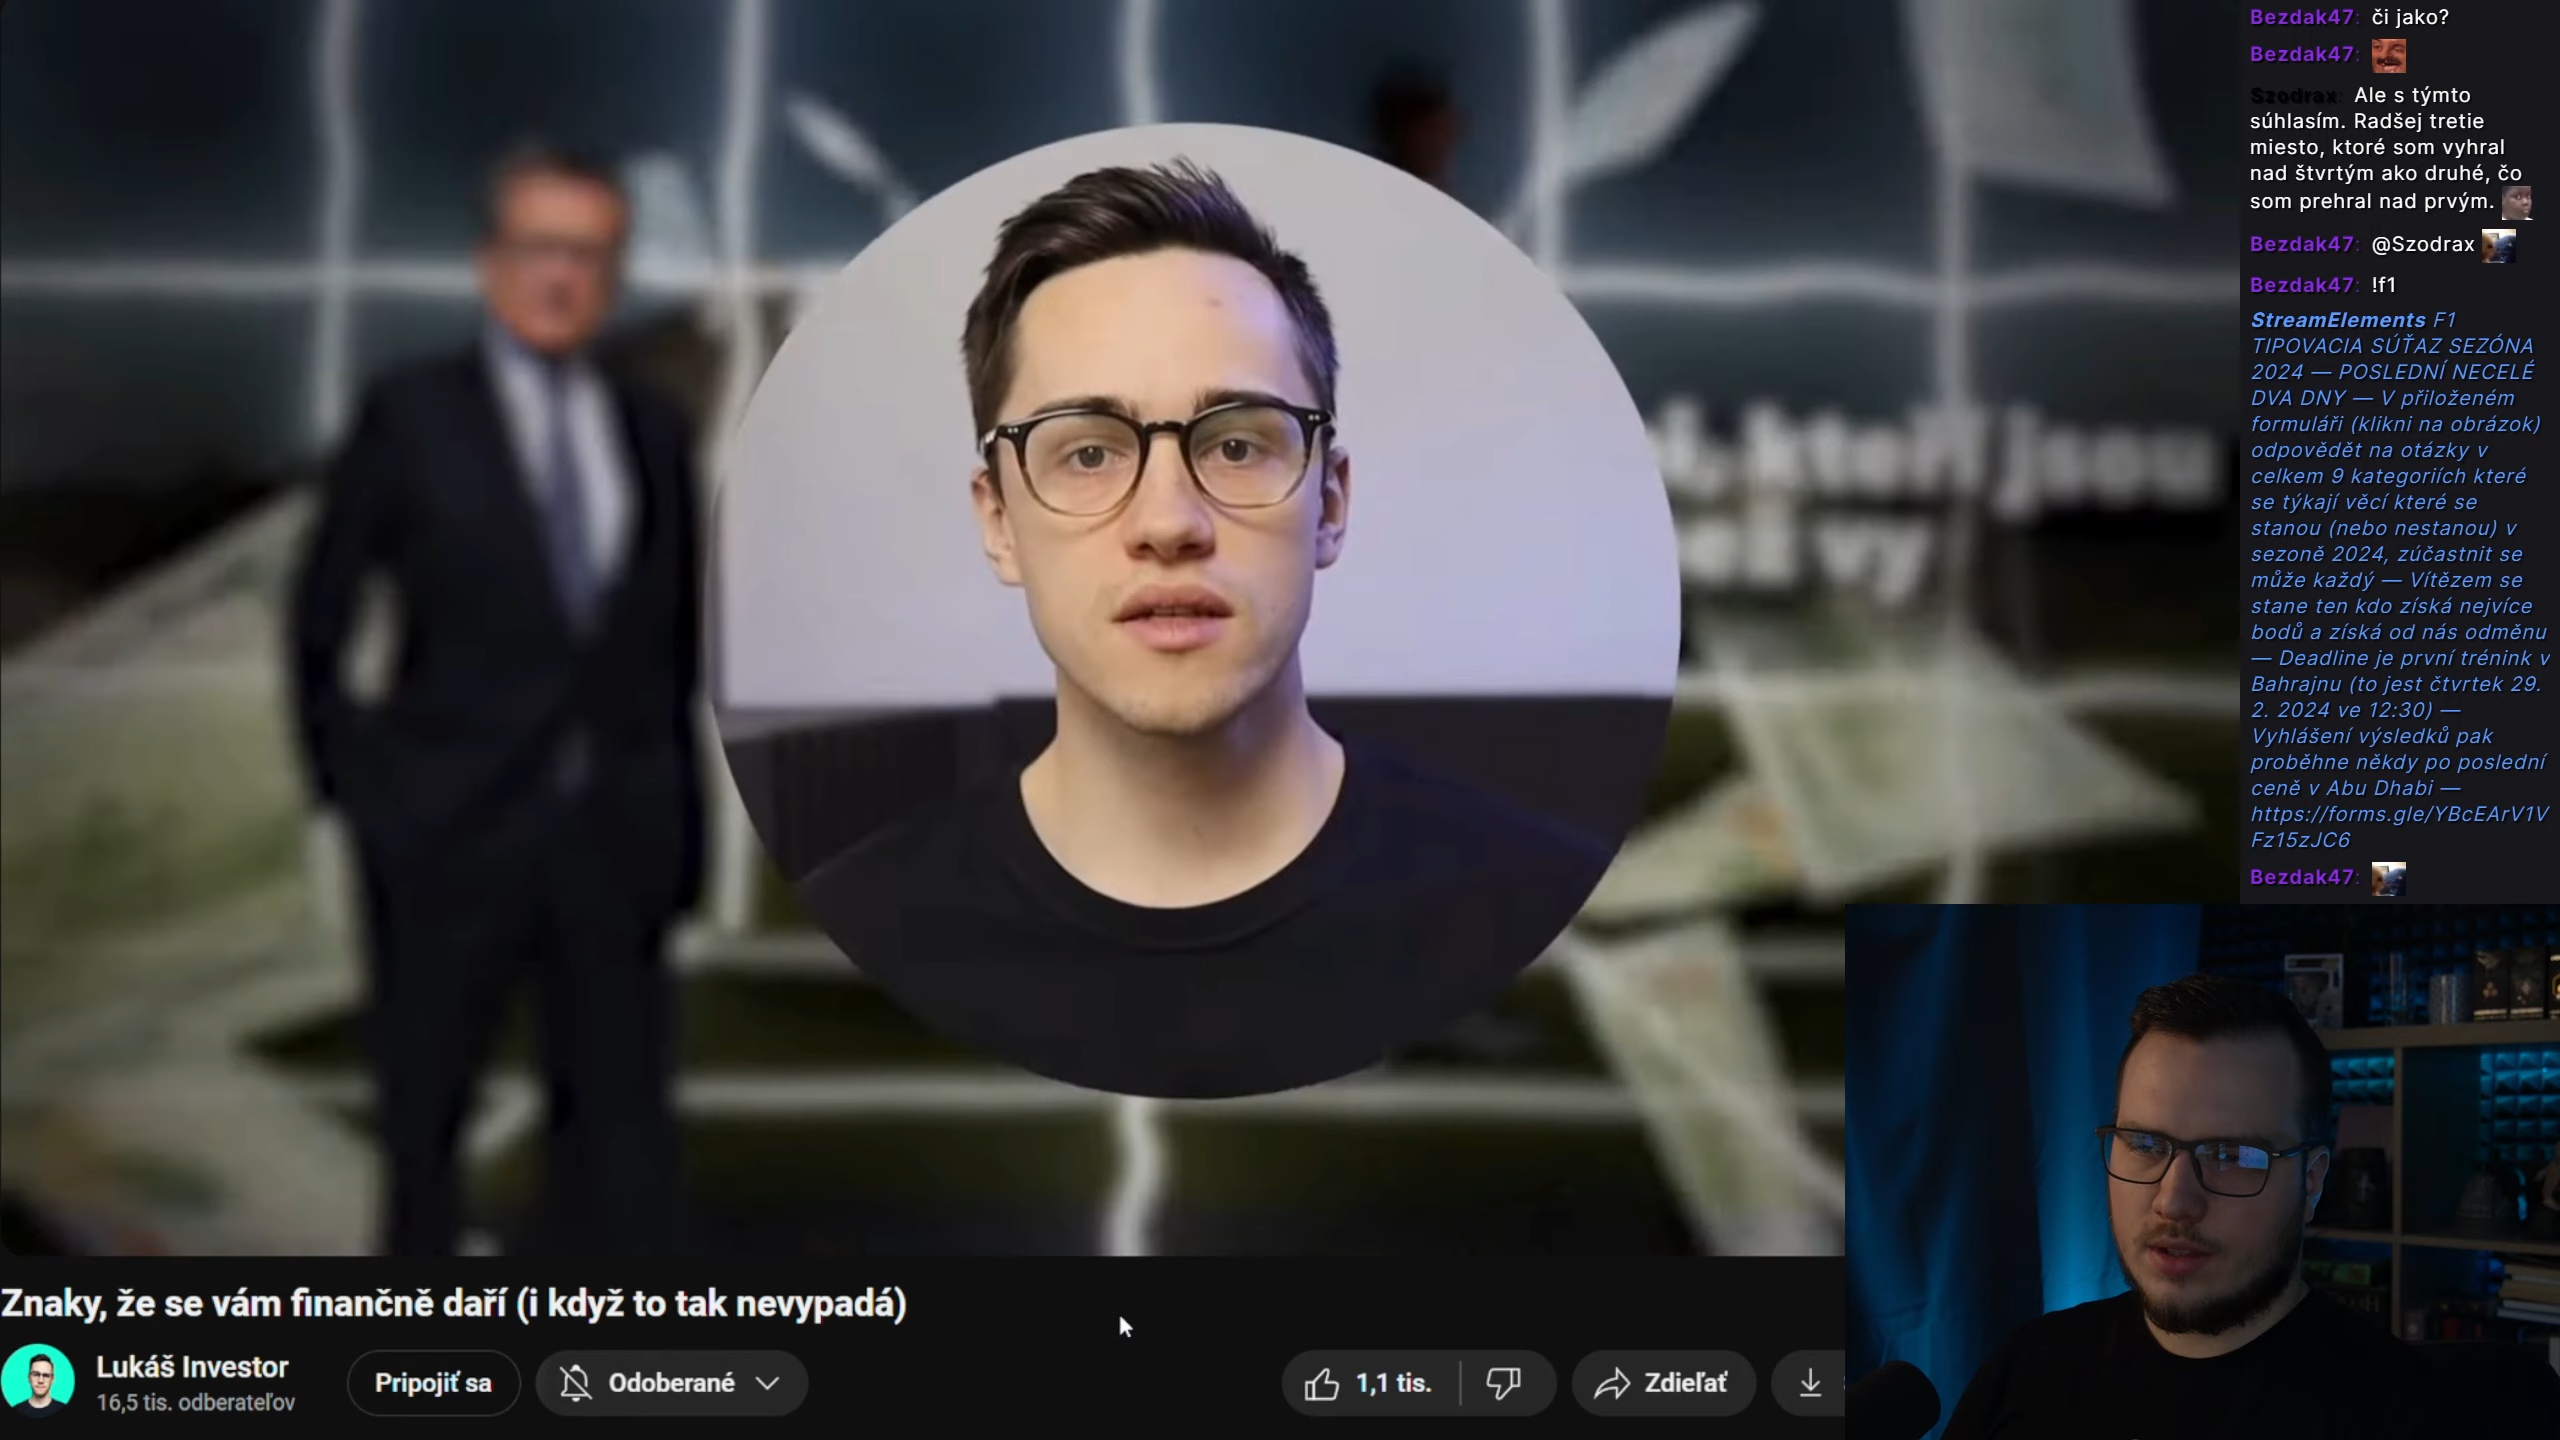 kteří jsou
vy
Znaky, že se vám finančně daří (i když to tak nevypadá)
Lukáš Investor
16,5 tis. odberateľov
Pripojiť sa
Odoberané
1,1 tis.
Zdieľať
Bezdak47: či jako?
Bezdak47:
Szodrax: Ale s týmto
súhlasím. Radšej tretie
miesto, ktoré som vyhral
nad štvrtým ako druhé, čo
som prehral nad prvým.
Bezdak47: @Szodrax
Bezdak47: !f1
StreamElements F1
TIPOVACIA SÚŤAZ SEZÓNA
2024 — POSLEDNÍ NECELÉ
DVA DNY — V přiloženém
formuláři (klikni na obrázok)
odpovědět na otázky v
celkem 9 kategoriích které
se týkají věcí které se
stanou (nebo nestanou) v
sezoně 2024, zúčastnit se
může každý — Vítězem se
stane ten kdo získá nejvíce
bodů a získá od nás odměnu
— Deadline je první trénink v
Bahrajnu (to jest čtvrtek 29.
2. 2024 ve 12:30) —
Vyhlášení výsledků pak
proběhne někdy po poslední
ceně v Abu Dhabi —
https://forms.gle/YBcEArV1V
Fz15zJC6
Bezdak47: